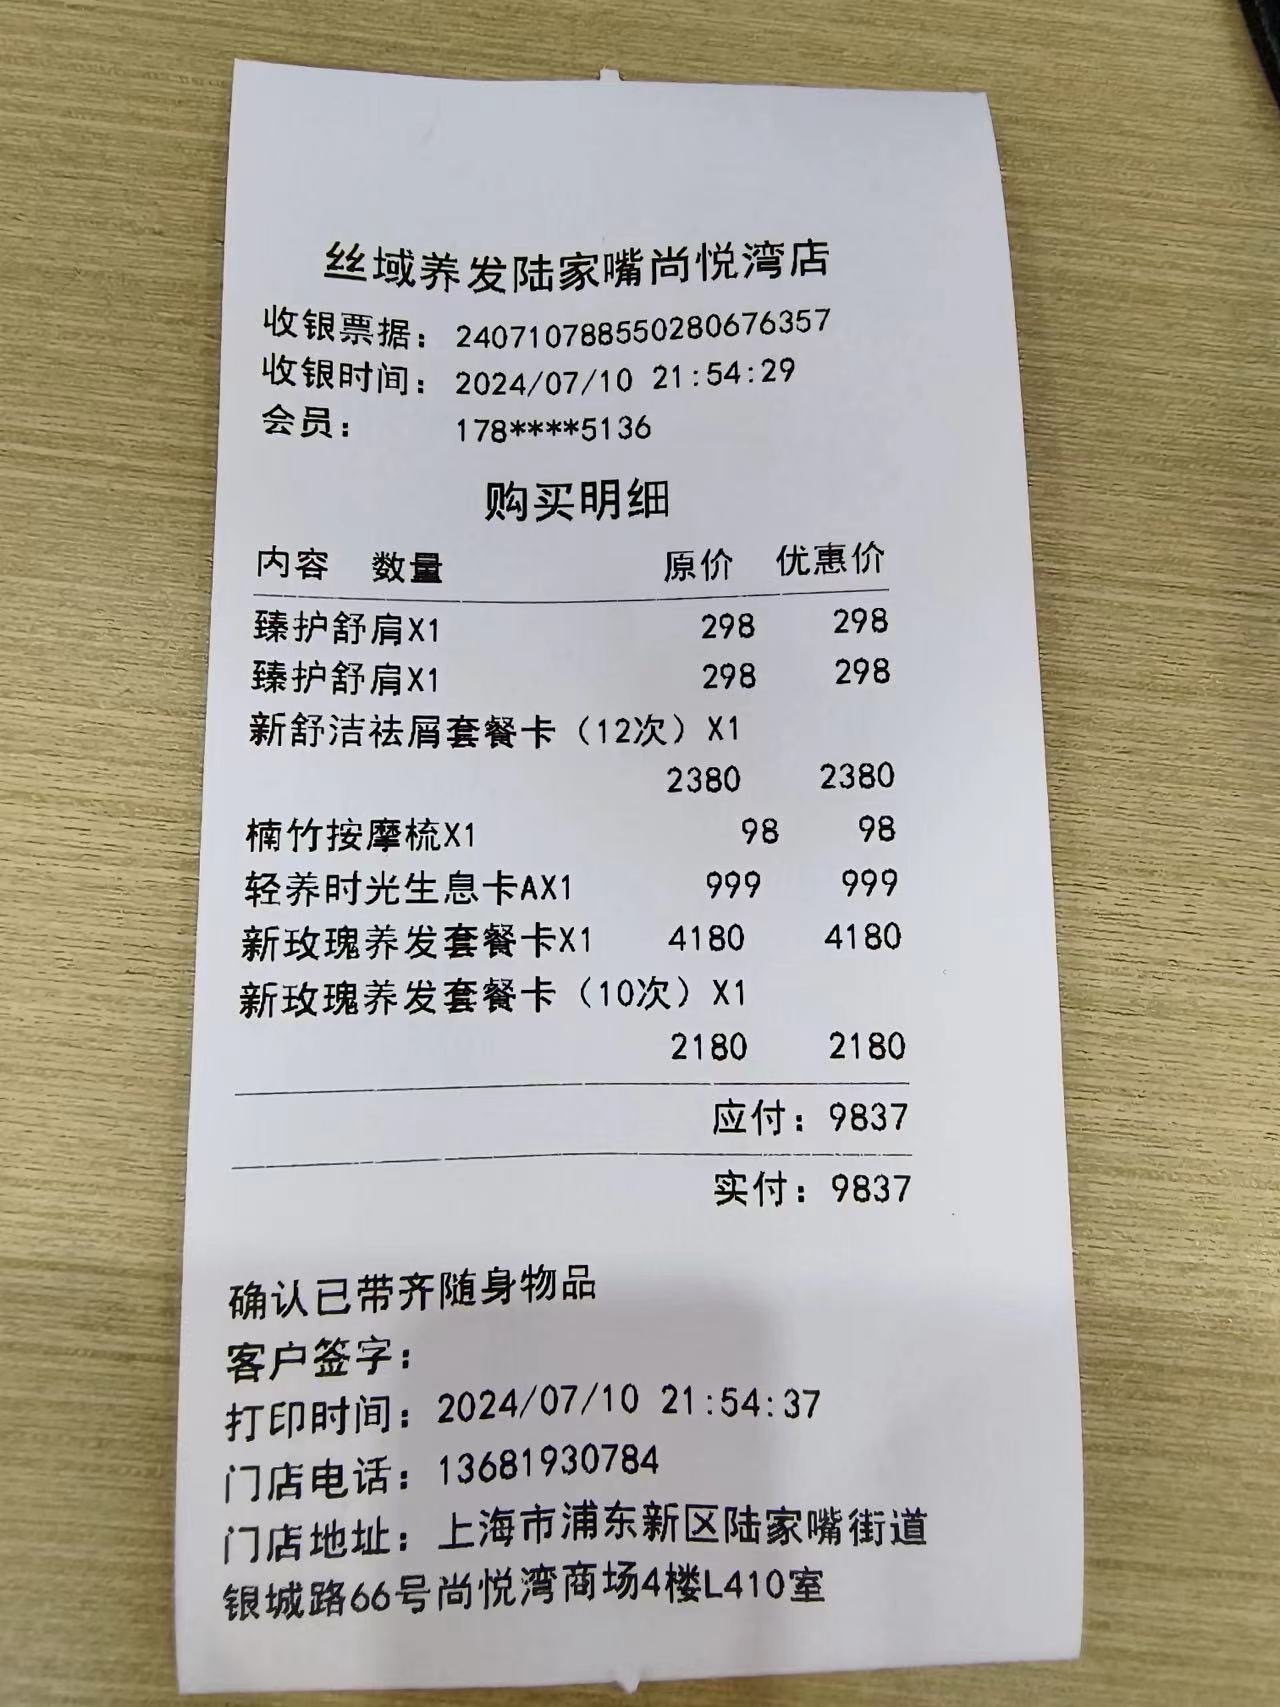 丝域养发陆家嘴尚悦湾店
收银票据：240710788550280676357
收银时间：2024/07/10 21:54:29
会员： 178****5136
购买明细
内容 数量 原价 优惠价
臻护舒肩X1 298 298
臻护舒肩X1 298 298
新舒洁祛屑套餐卡（12次）X1
2380 2380
楠竹按摩梳X1 98 98
轻养时光生息卡AX1 999 999
新玫瑰养发套餐卡X1 4180 4180
新玫瑰养发套餐卡（10次）X1
2180 2180
应付：9837
实付：9837
确认已带齐随身物品
客户签字：
打印时间：2024/07/10 21:54:37
门店电话：13681930784
门店地址：上海市浦东新区陆家嘴街道
银城路66号尚悦湾商场4楼L410室